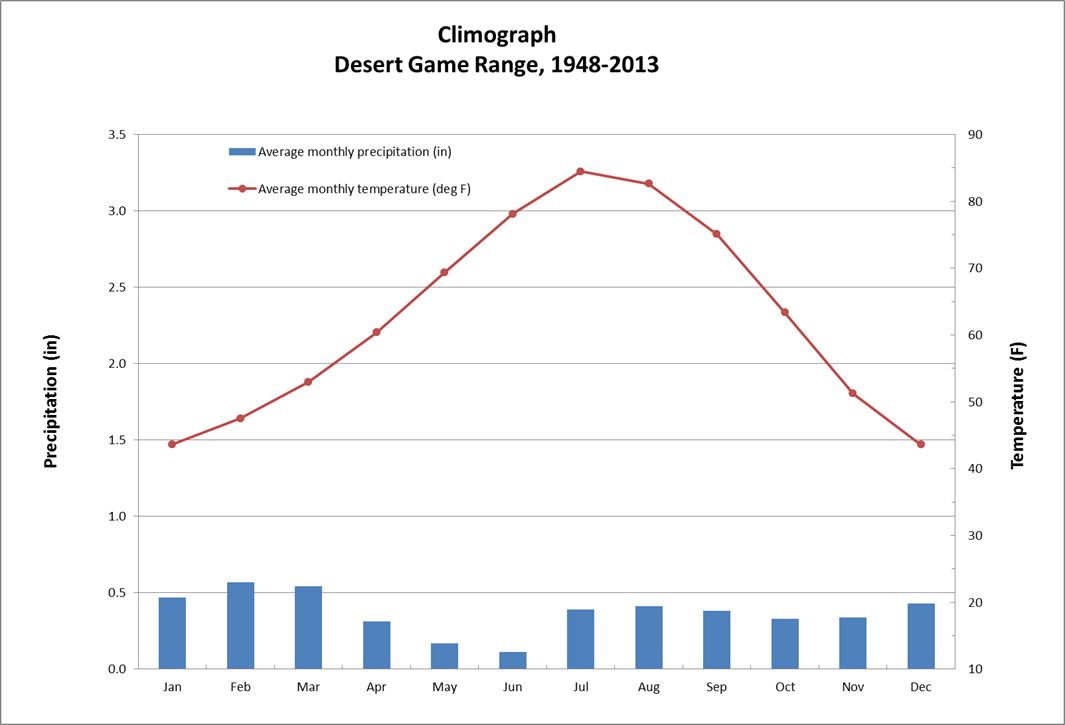 Climograph
Desert Game Range, 1948-2013
Average monthly precipitation (in)
Average monthly temperature (deg F)
Precipitation (in)
3.5
3.0
2.5
2.0
1.5
1.0
0.5
0.0
90
80
70
60
50
40
30
20
10
Temperature (F)
Jan Feb Mar Apr May Jun Jul Aug Sep Oct Nov Dec